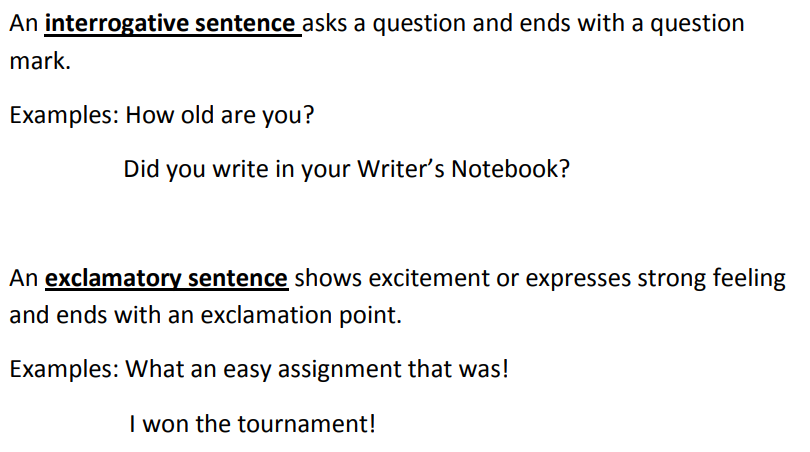 An interrogative sentence asks a question and ends with a question
mark.
Examples: How old are you?
Did you write in your Writer’s Notebook?
An exclamatory sentence shows excitement or expresses strong feeling
and ends with an exclamation point.
Examples: What an easy assignment that was!
I won the tournament!